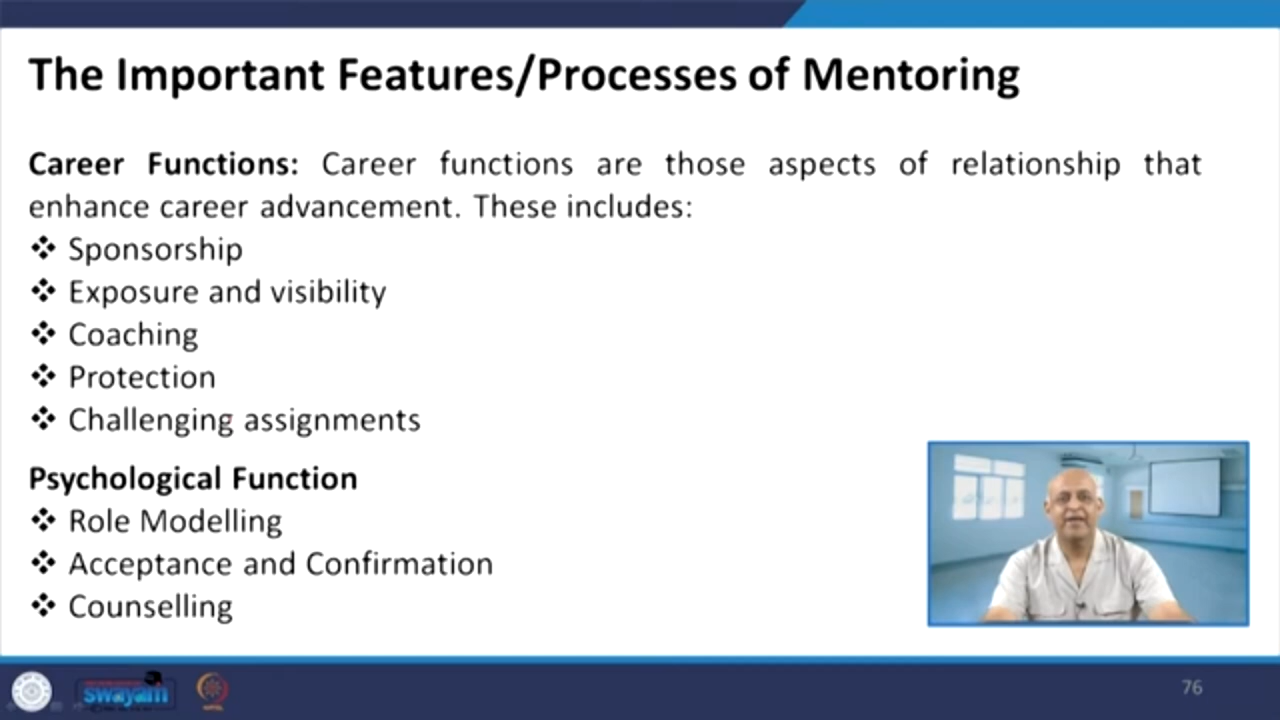 The Important Features/Processes of Mentoring
Career Functions: Career functions are those aspects of relationship that
enhance career advancement. These includes:
❖ Sponsorship
❖ Exposure and visibility
❖ Coaching
❖ Protection
❖ Challenging assignments
Psychological Function
❖ Role Modelling
❖ Acceptance and Confirmation
❖ Counselling
swayam
76